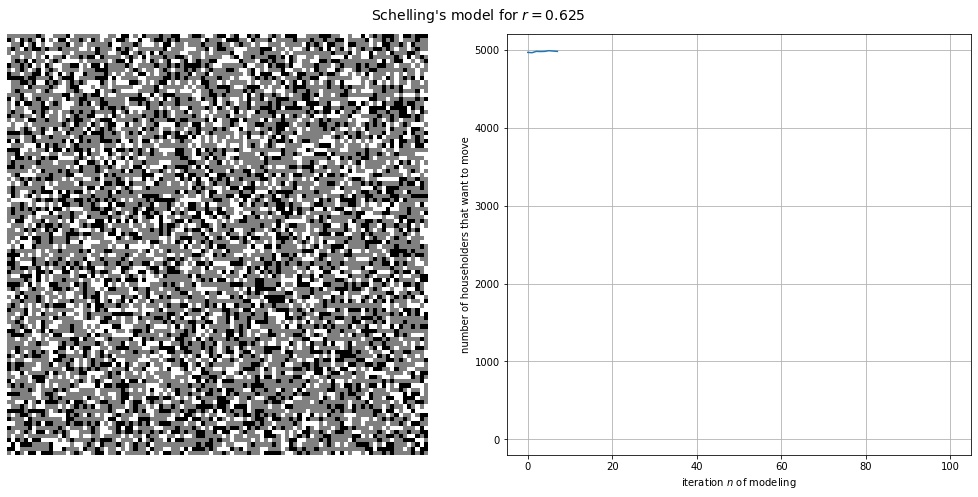 Schelling's model for r = 0.625
number of householders that want to move
5000
4000
3000
2000
1000
0
0 20 40 60 80 100
iteration n of modeling